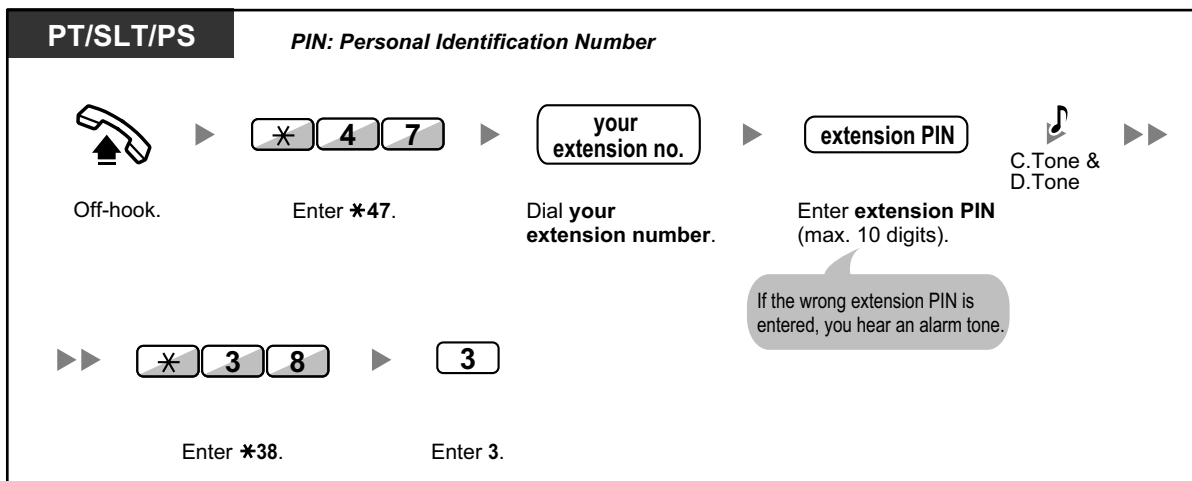 PT/SLT/PS
PIN: Personal Identification Number
* 4 7
your
extension no.
extension PIN
C.Tone &
D.Tone
Off-hook.
Enter *47.
Dial your
extension number.
Enter extension PIN
(max. 10 digits).
If the wrong extension PIN is
entered, you hear an alarm tone.
* 3 8
3
Enter *38.
Enter 3.